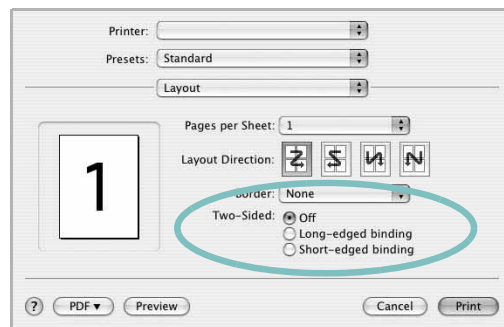 Printer:
Presets: Standard
Layout
Pages per Sheet: 1
Layout Direction:
Border: None
Two-Sided: Off
Long-edged binding
Short-edged binding
1
? PDF▼ Preview Cancel Print